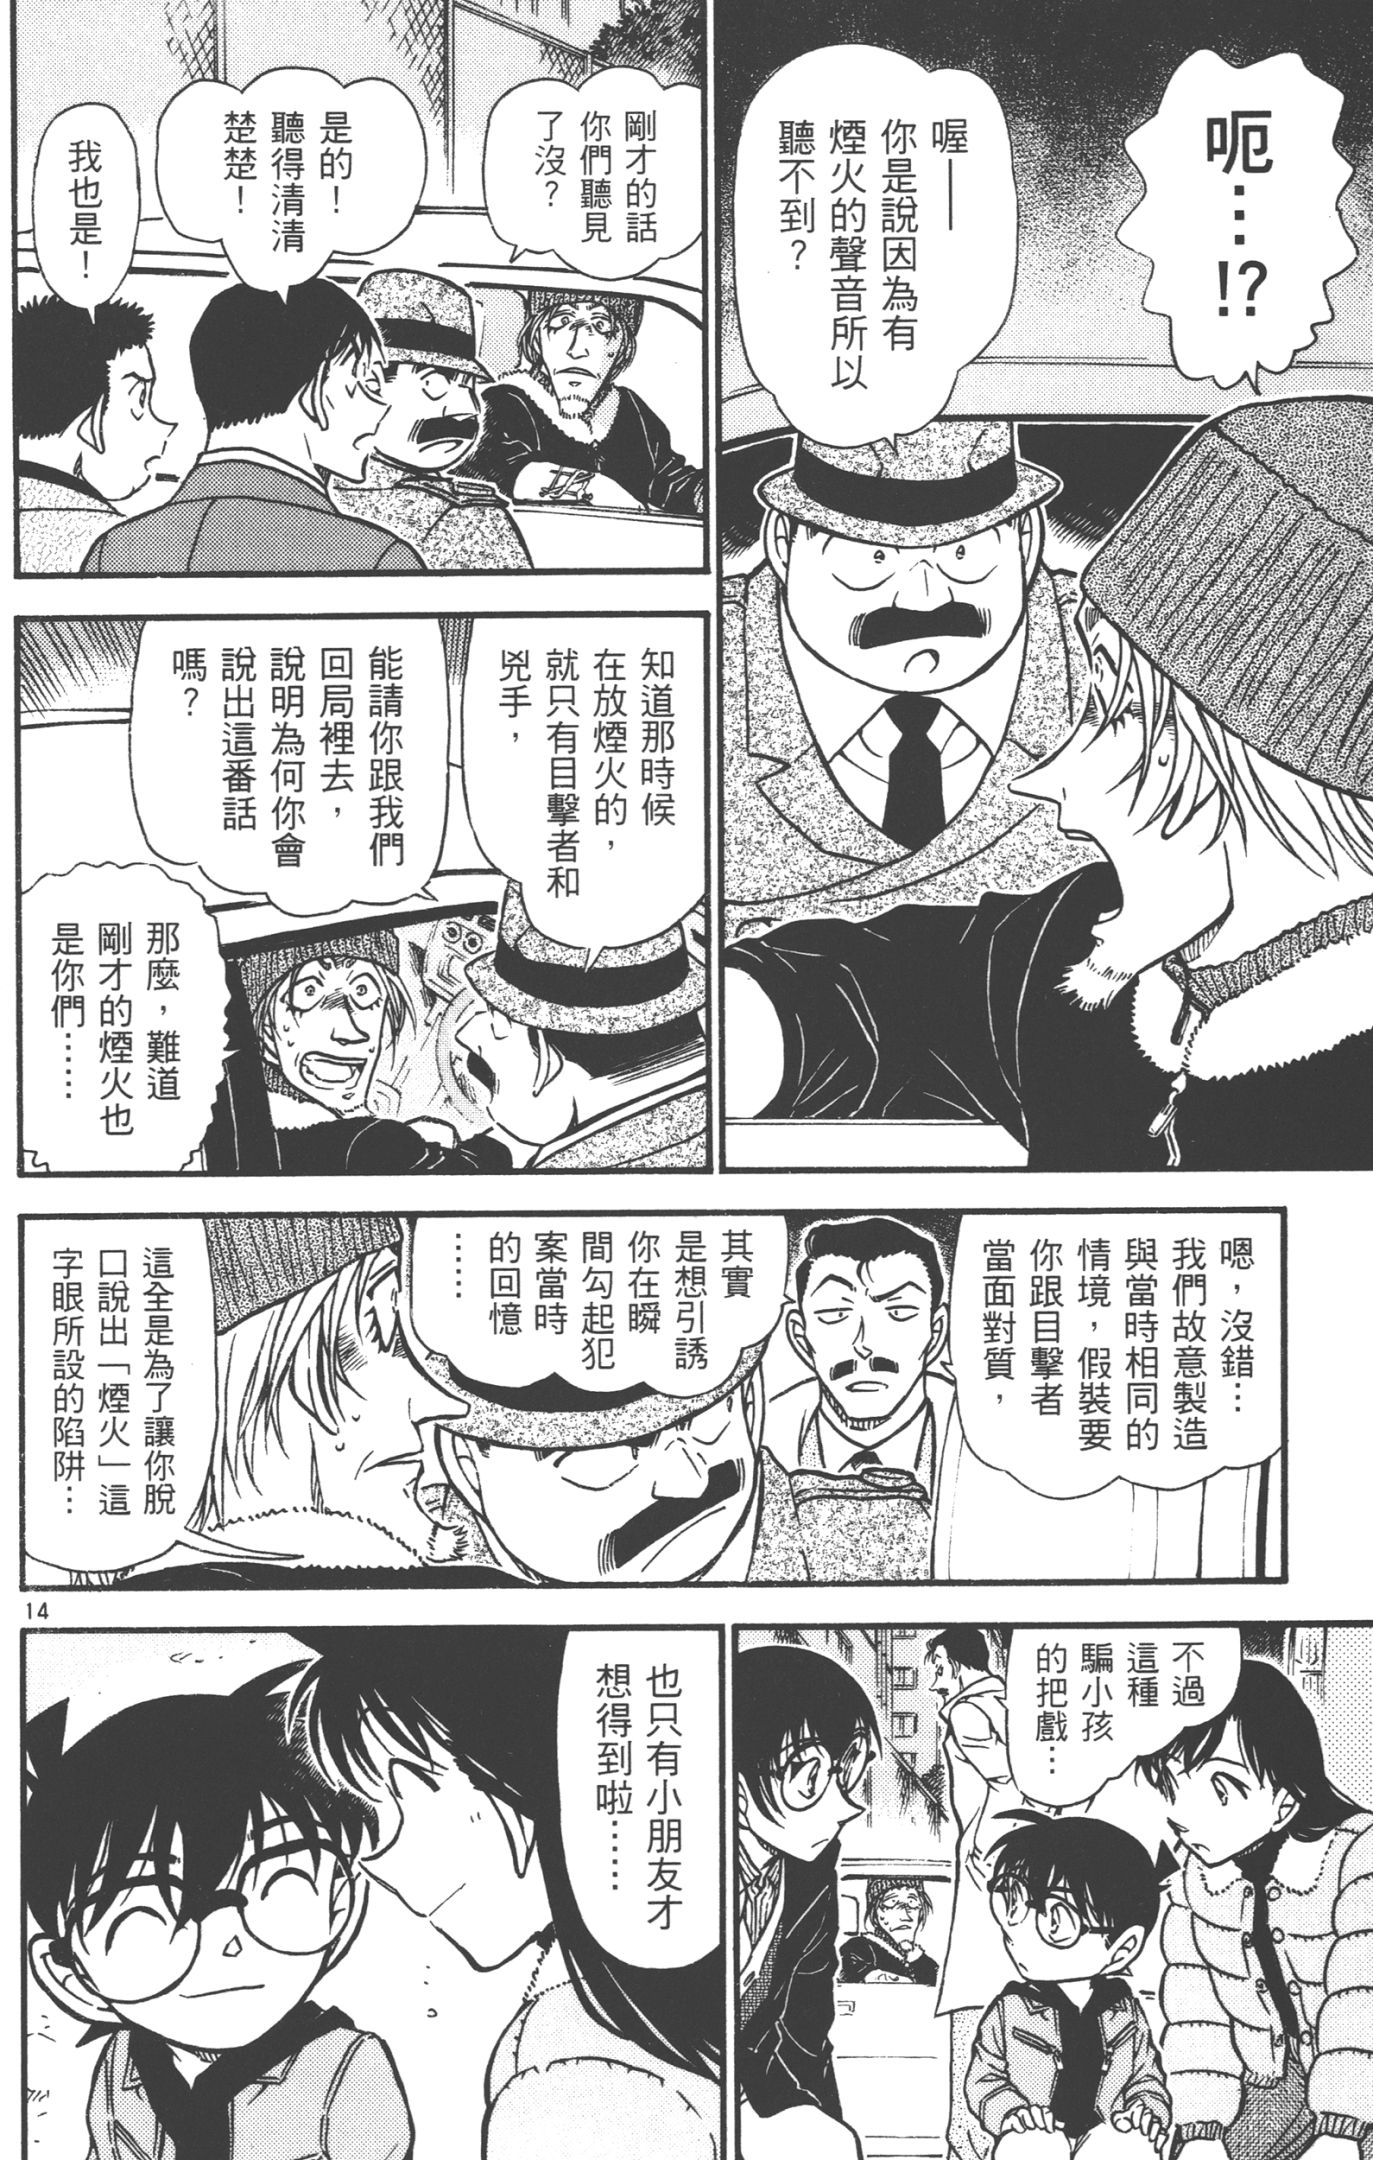 呃…!?
喔——
你是說因為有
煙火的聲音所以
聽不到？
剛才的話
你們聽見
了沒？
是的！
聽得清清
楚楚！
我也是！
知道那時候
在放煙火的，
就只有目擊者和
兇手，
能請你跟我們
回局裡去，
說明為何你會
說出這番話
嗎？
那麼，難道
剛才的煙火也
是你們……
嗯，沒錯…
我們故意製造
與當時相同的
情境，假裝要
你跟目擊者
當面對質，
其實
是想引誘
你在瞬
間勾起犯
案當時
的回憶
……
這全是為了讓你脫
口說出「煙火」這
字眼所設的陷阱…
14
不過
這種
騙小孩
的把戲…
也只有小朋友才
想得到啦……